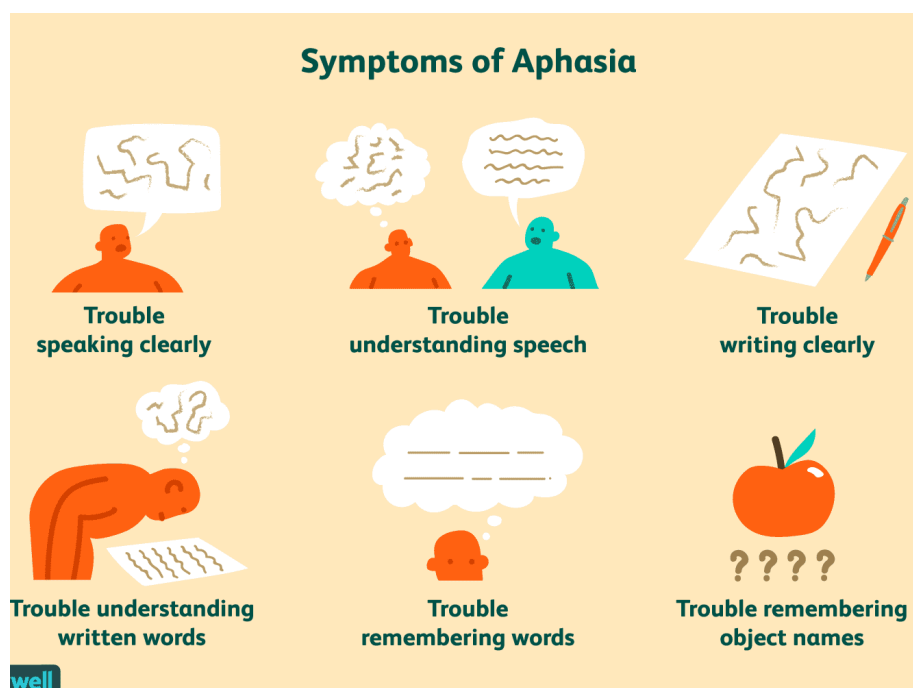 Symptoms of Aphasia
Trouble
speaking clearly
Trouble
understanding speech
Trouble
writing clearly
Trouble understanding
written words
Trouble
remembering words
Trouble remembering
object names
? ? ? ?
well